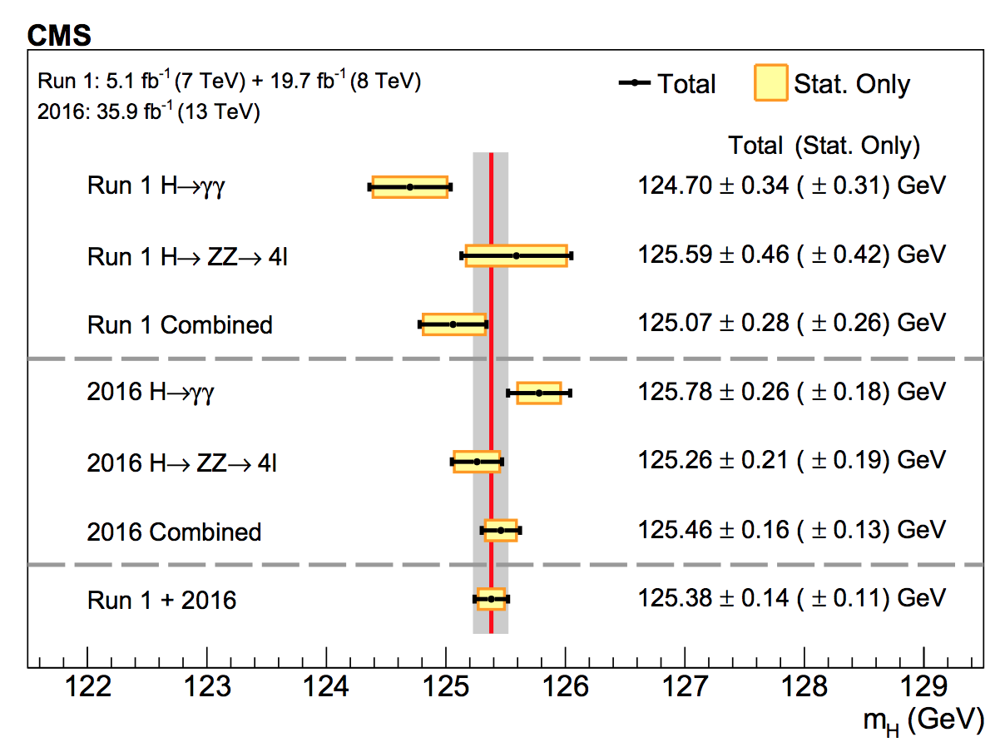 CMS
Run 1: 5.1 fb⁻¹ (7 TeV) + 19.7 fb⁻¹ (8 TeV)
2016: 35.9 fb⁻¹ (13 TeV)
Total Stat. Only
Total (Stat. Only)
Run 1 H→γγ 124.70 ± 0.34 ( ± 0.31) GeV
Run 1 H→ ZZ→ 4l 125.59 ± 0.46 ( ± 0.42) GeV
Run 1 Combined 125.07 ± 0.28 ( ± 0.26) GeV
2016 H→γγ 125.78 ± 0.26 ( ± 0.18) GeV
2016 H→ ZZ→ 4l 125.26 ± 0.21 ( ± 0.19) GeV
2016 Combined 125.46 ± 0.16 ( ± 0.13) GeV
Run 1 + 2016 125.38 ± 0.14 ( ± 0.11) GeV
122 123 124 125 126 127 128 129
m_H (GeV)